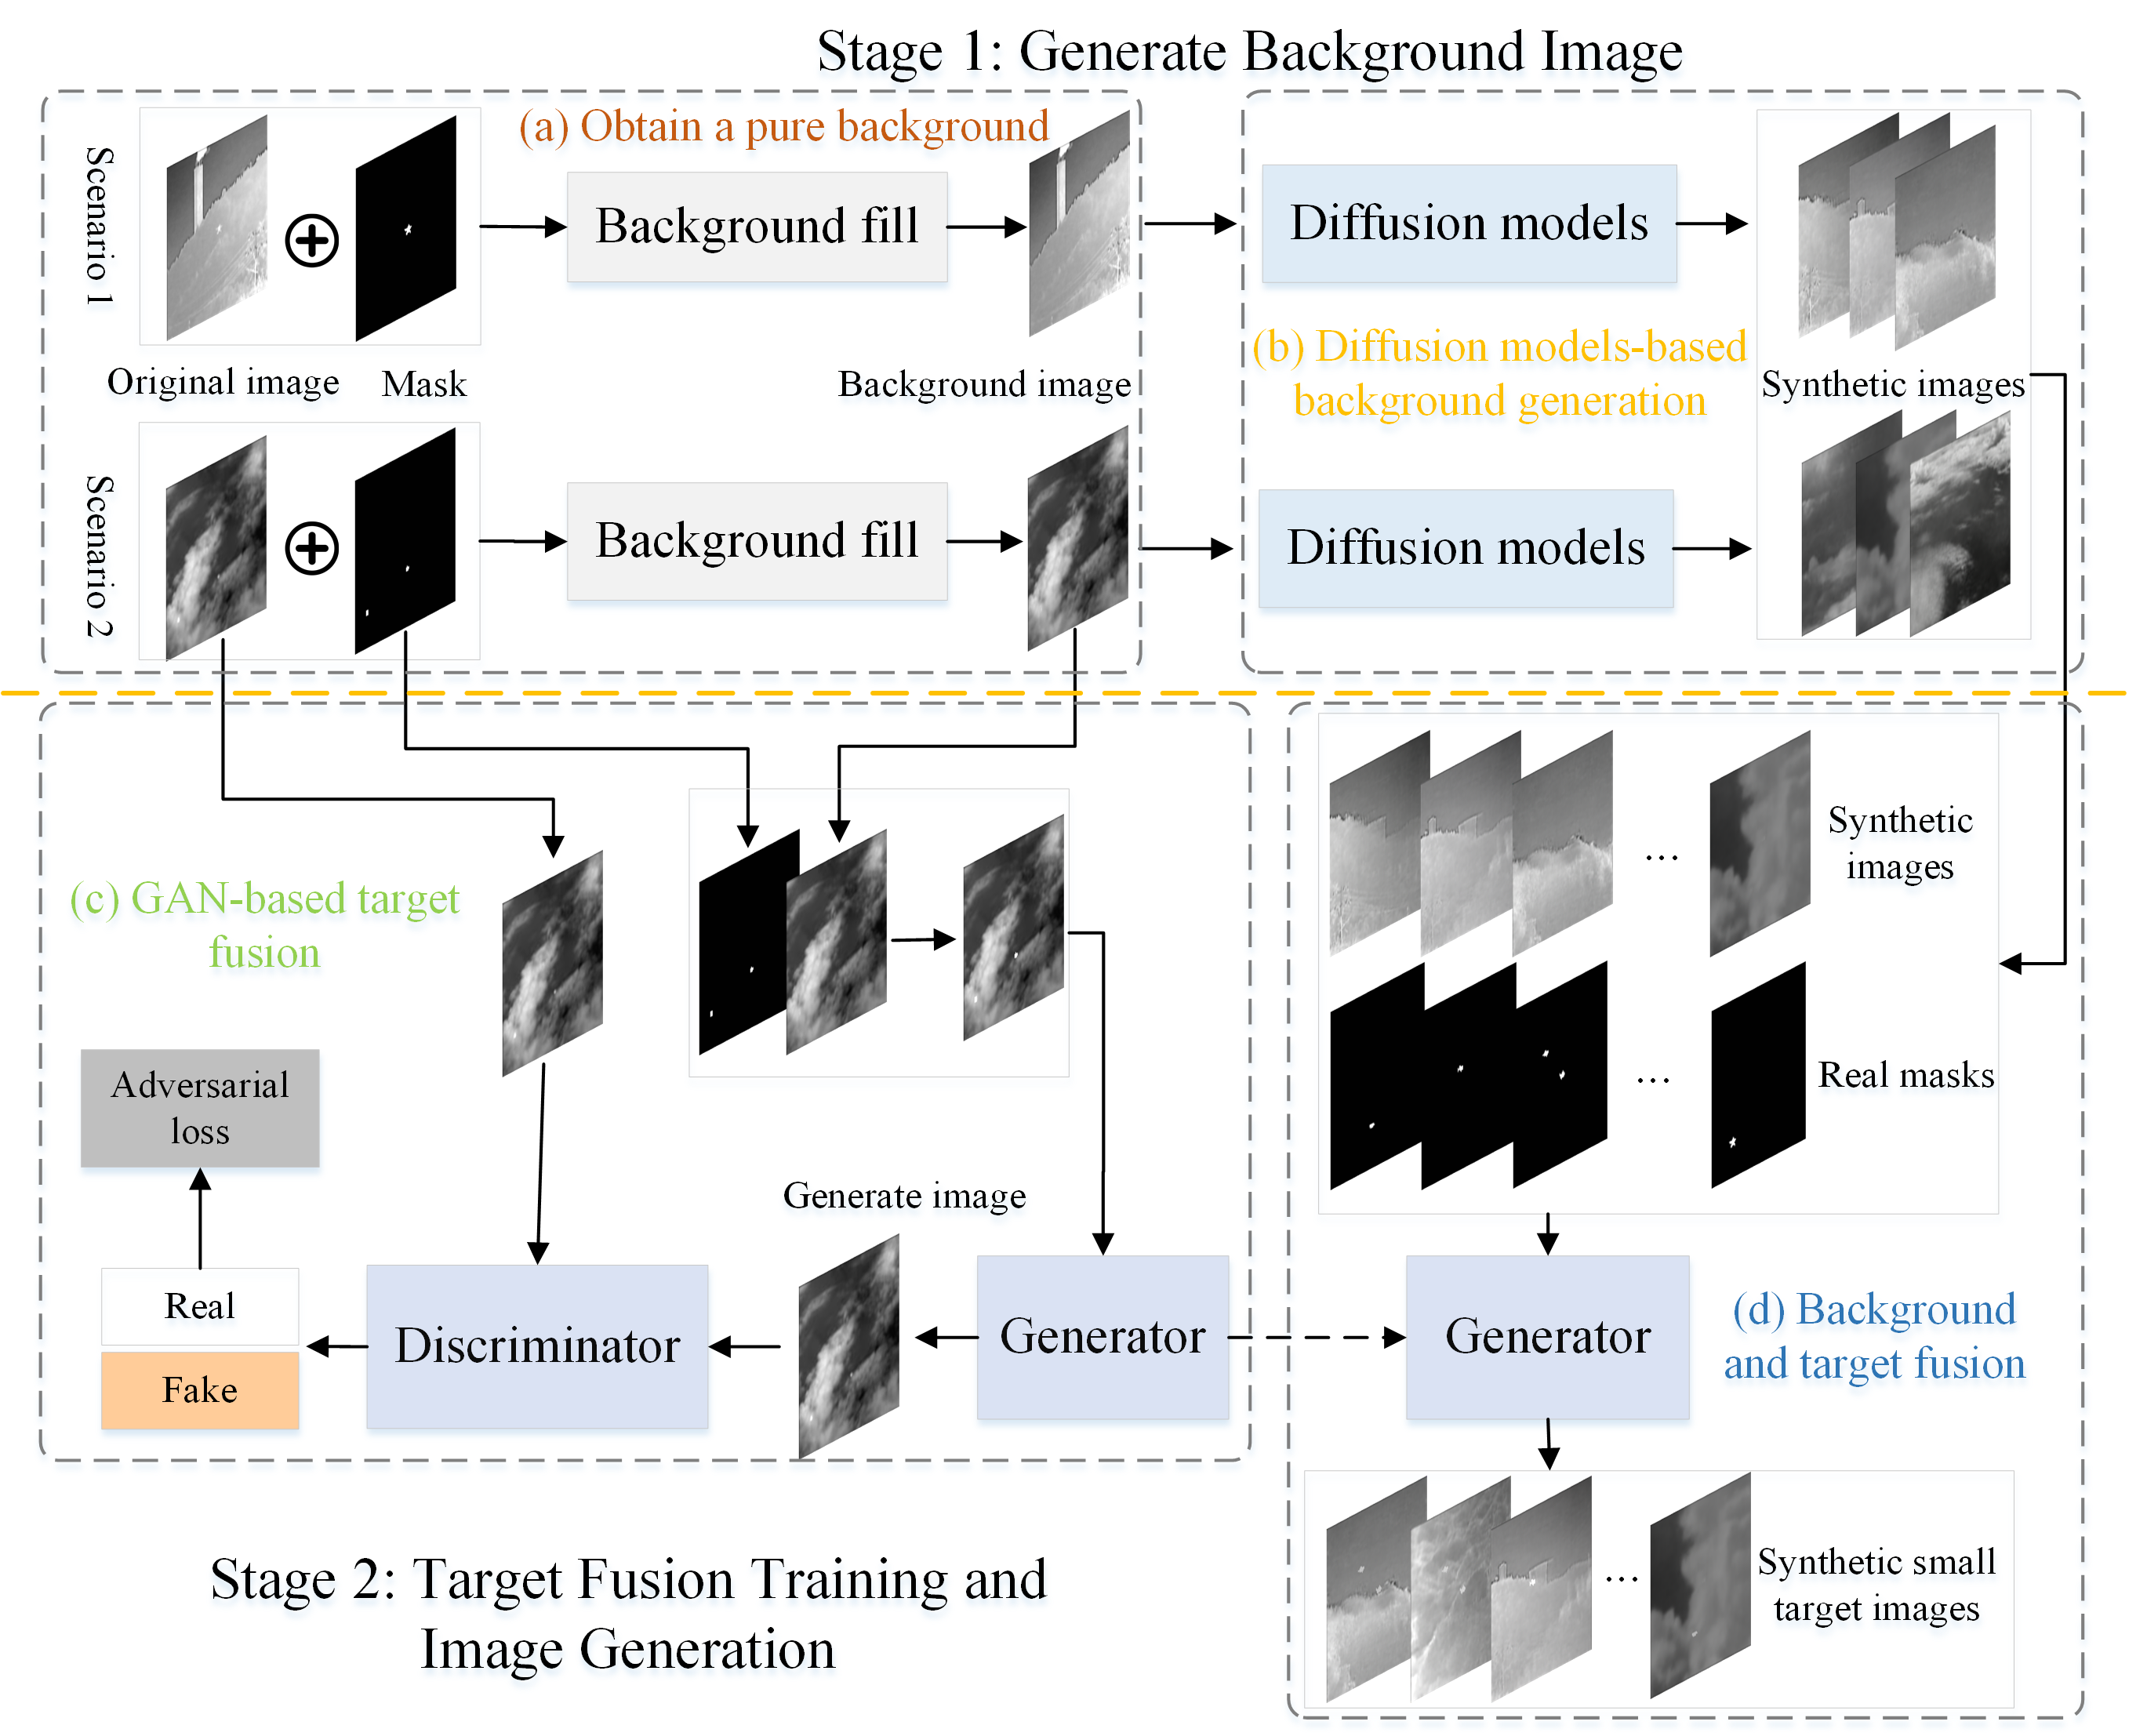 Stage 1: Generate Background Image
(a) Obtain a pure background
Scenario 1
Background fill
Diffusion models
Original image
Mask
Background image
(b) Diffusion models-based
background generation
Synthetic images
Scenario 2
Background fill
Diffusion models
(c) GAN-based target
fusion
Synthetic
images
...
Adversarial
loss
Real masks
...
Generate image
Real
Fake
Discriminator
Generator
Generator
(d) Background
and target fusion
Stage 2: Target Fusion Training and
Image Generation
...
Synthetic small
target images